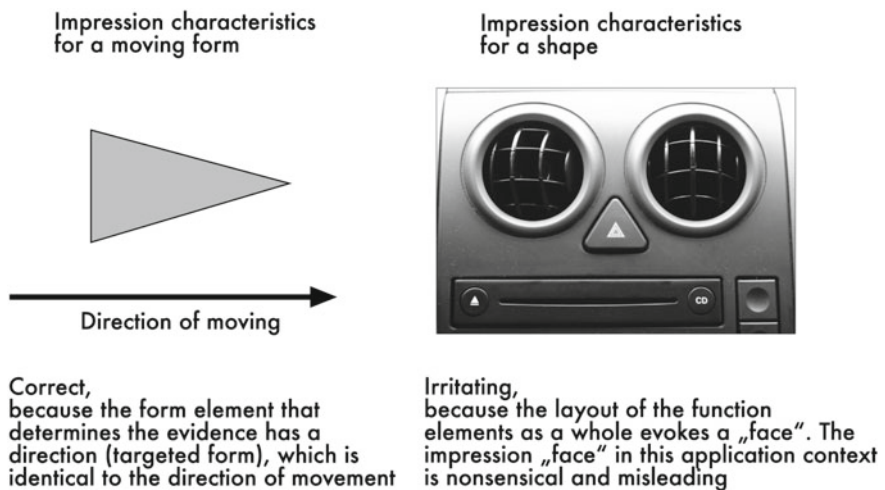 Impression characteristics
for a moving form
Impression characteristics
for a shape
CD
Direction of moving
Correct,
because the form element that
determines the evidence has a
direction (targeted form), which is
identical to the direction of movement
Irritating,
because the layout of the function
elements as a whole evokes a „face“. The
impression „face“ in this application context
is nonsensical and misleading